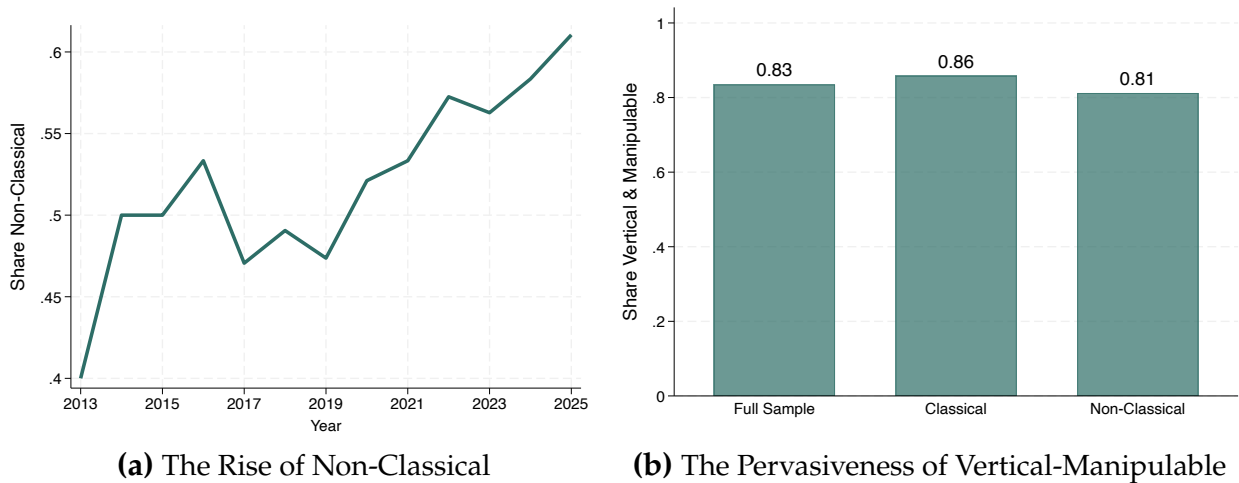 Share Non-Classical
.6
.55
.5
.45
.4
2013 2015 2017 2019 2021 2023 2025
Year
(a) The Rise of Non-Classical
Share Vertical & Manipulable
1
.8
.6
.4
.2
0
0.83
0.86
0.81
Full Sample Classical Non-Classical
(b) The Pervasiveness of Vertical-Manipulable